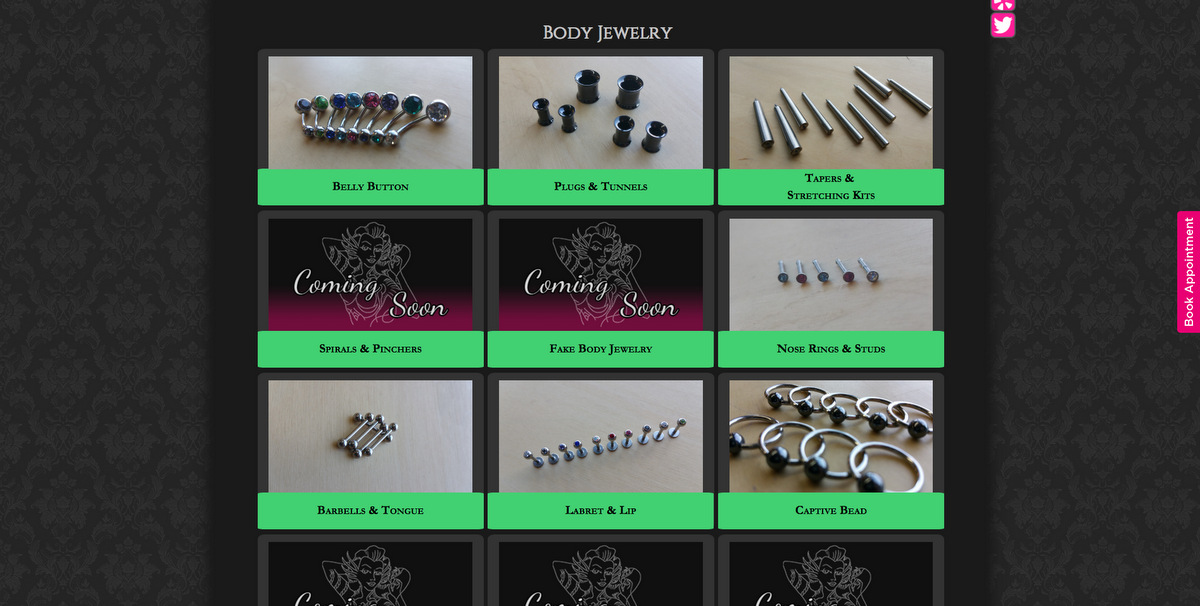 Body Jewelry
Belly Button
Plugs & Tunnels
Tapers &
Stretching Kits
Coming
Soon
Coming
Soon
Spirals & Pinchers
Fake Body Jewelry
Nose Rings & Studs
Book Appointment
Barbells & Tongue
Labret & Lip
Captive Bead